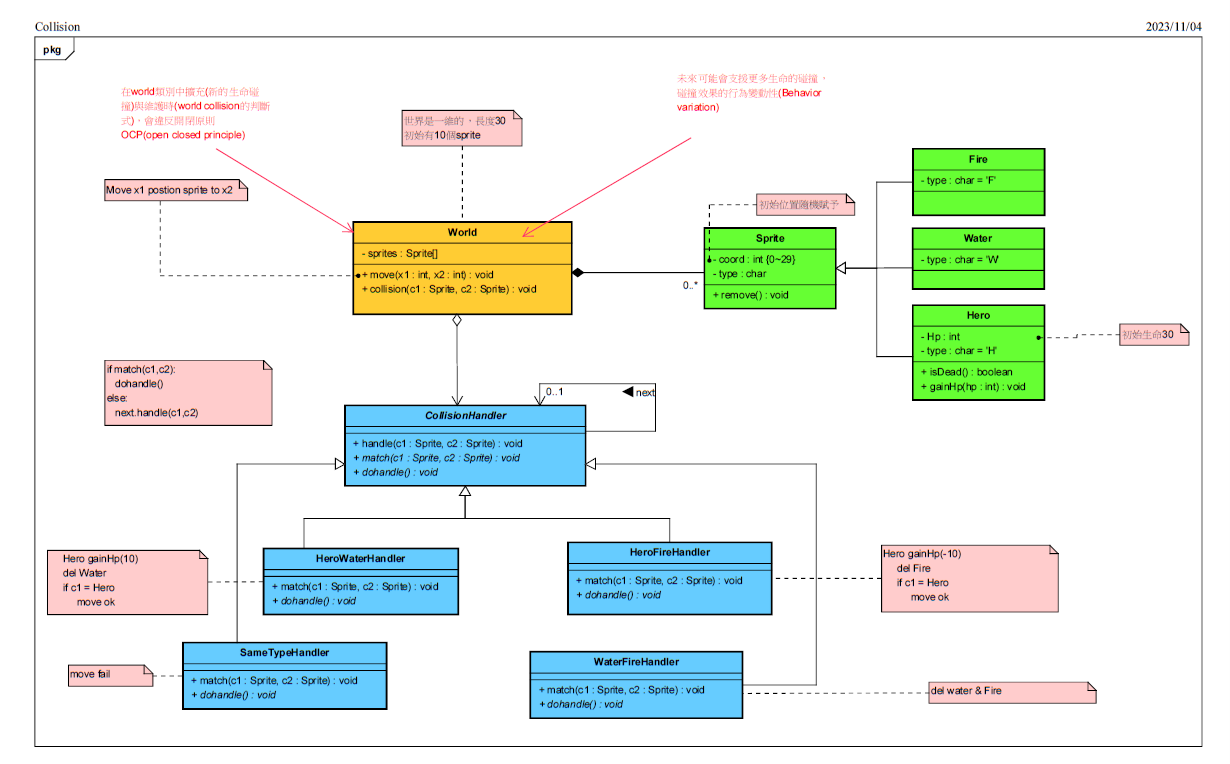 Collision
2023/11/04
pkg
在world類別中擴充(新的生命碰
撞)與維護時(world collision的判斷
式)，會違反開閉原則
OCP(open closed principle)
世界是一維的，長度30
初始有10個sprite
未來可能會支援更多生命的碰撞，
碰撞效果的行為變動性(Behavior
variation)
Move x1 postion sprite to x2
初始位置隨機賦予
World
- sprites : Sprite[]
+ move(x1 : int, x2 : int) : void
+ collision(c1 : Sprite, c2 : Sprite) : void
0..*
Sprite
- coord : int {0~29}
- type : char
+ remove() : void
Fire
- type : char = 'F'
Water
- type : char = 'W
Hero
- Hp : int
- type : char = 'H'
+ isDead() : boolean
+ gainHp(hp : int) : void
初始生命30
if match(c1,c2):
dohandle()
else:
next.handle(c1,c2)
0..1
next
CollisionHandler
+ handle(c1 : Sprite, c2 : Sprite) : void
+ match(c1 : Sprite, c2 : Sprite) : void
+ dohandle() : void
Hero gainHp(10)
del Water
if c1 = Hero
move ok
HeroWaterHandler
+ match(c1 : Sprite, c2 : Sprite) : void
+ dohandle() : void
HeroFireHandler
+ match(c1 : Sprite, c2 : Sprite) : void
+ dohandle() : void
Hero gainHp(-10)
del Fire
if c1 = Hero
move ok
move fail
SameTypeHandler
+ match(c1 : Sprite, c2 : Sprite) : void
+ dohandle() : void
WaterFireHandler
+ match(c1 : Sprite, c2 : Sprite) : void
+ dohandle() : void
del water & Fire